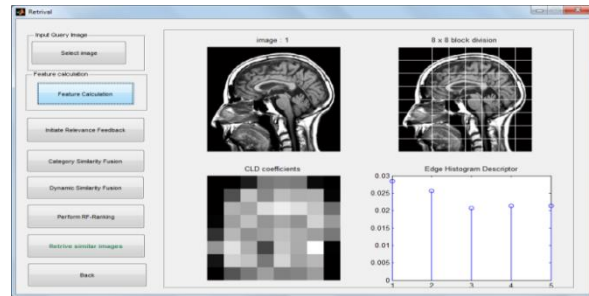 Retrival
Input Query Image
Select image
Feature calculation
Feature Calculation
Initiate Relevance Feedback
Category Similarity Fusion
Dynamic Similarity Fusion
Perform RF-Ranking
Retrive similar images
Back
image : 1
8 x 8 block division
CLD coefficients
Edge Histogram Descriptor
0.03
0.025
0.02
0.015
0.01
0.005
0
1 2 3 4 5